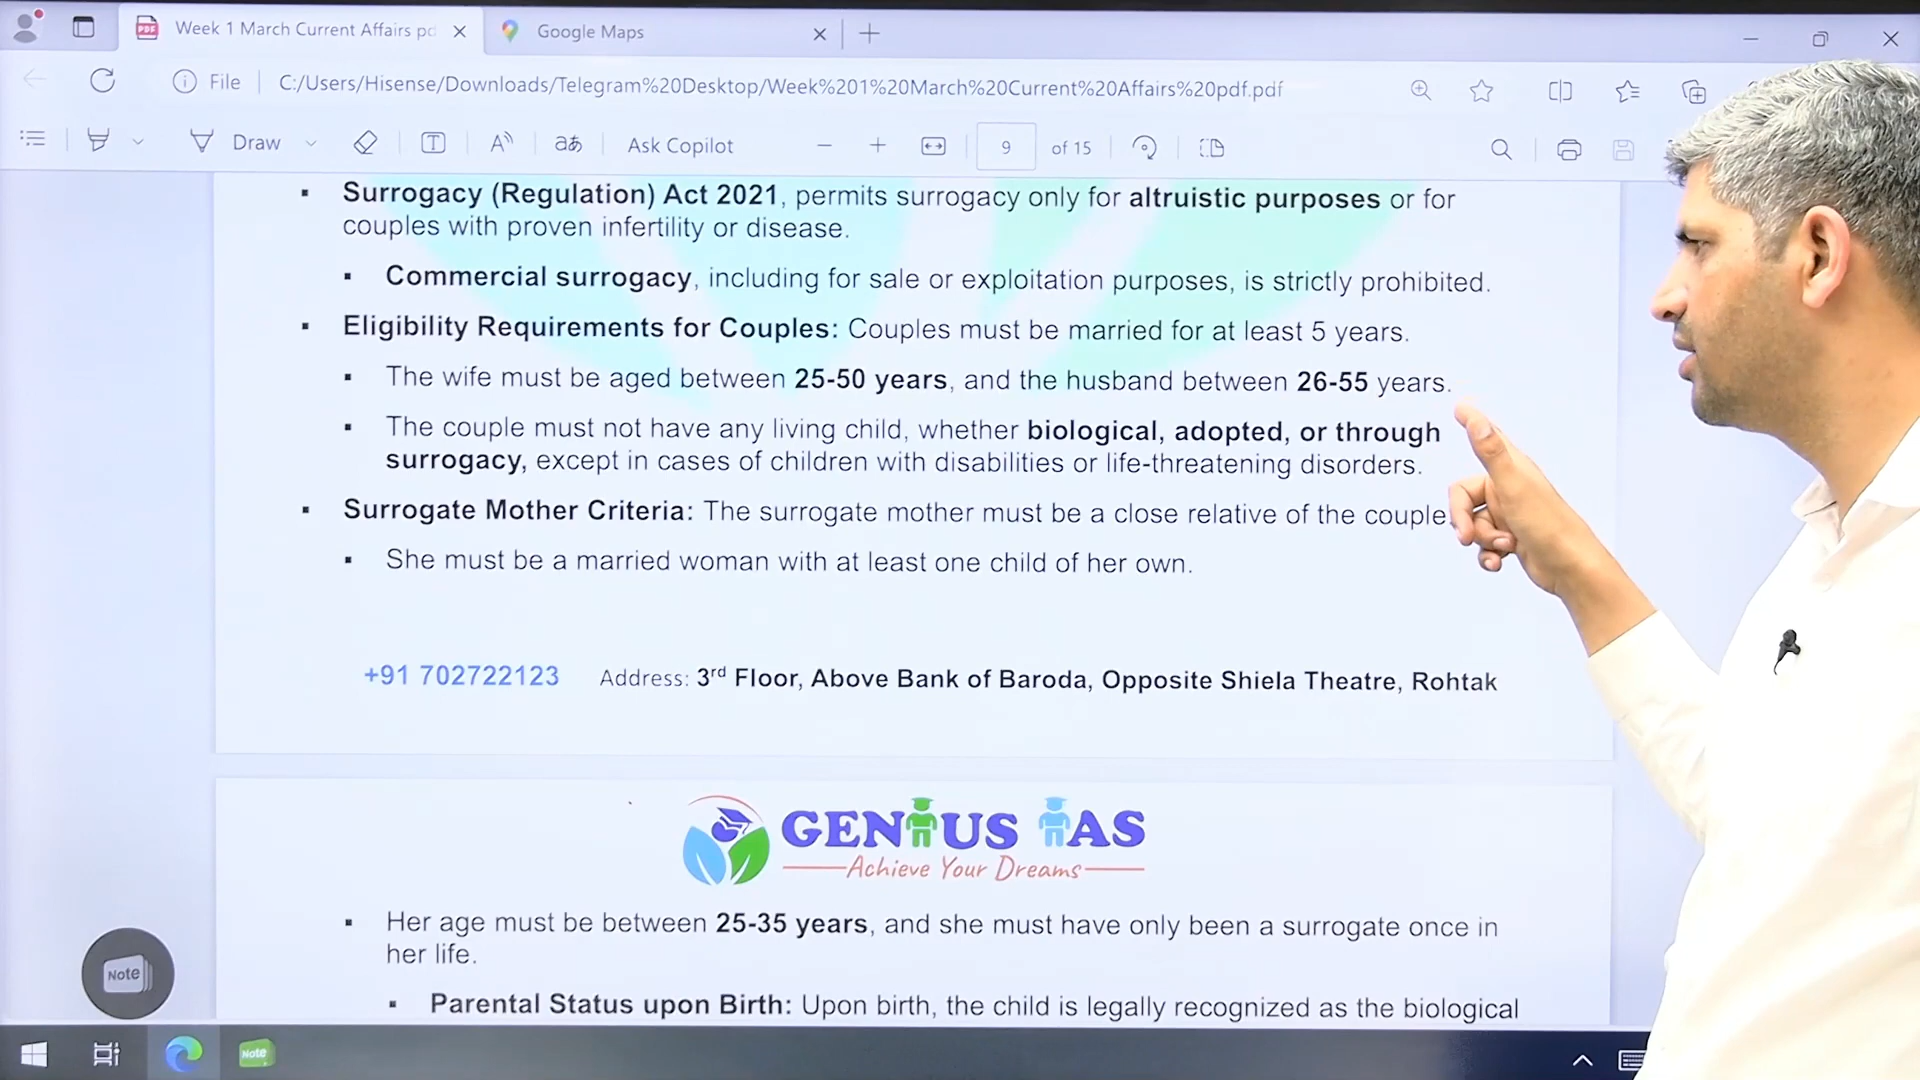 Week 1 March Current Affairs pd
Google Maps
File
C:/Users/Hisense/Downloads/Telegram%20Desktop/Week%201%20March%20Current%20Affairs%20pdf.pdf
Draw
Ask Copilot
9 of 15
▪ Surrogacy (Regulation) Act 2021, permits surrogacy only for altruistic purposes or for
couples with proven infertility or disease.
▪ Commercial surrogacy, including for sale or exploitation purposes, is strictly prohibited.
▪ Eligibility Requirements for Couples: Couples must be married for at least 5 years.
▪ The wife must be aged between 25-50 years, and the husband between 26-55 years.
▪ The couple must not have any living child, whether biological, adopted, or through
surrogacy, except in cases of children with disabilities or life-threatening disorders.
▪ Surrogate Mother Criteria: The surrogate mother must be a close relative of the couple
▪ She must be a married woman with at least one child of her own.
+91 702722123 Address: 3rd Floor, Above Bank of Baroda, Opposite Shiela Theatre, Rohtak
GENIUS IAS
Achieve Your Dreams
▪ Her age must be between 25-35 years, and she must have only been a surrogate once in
her life.
▪ Parental Status upon Birth: Upon birth, the child is legally recognized as the biological
Note
Note